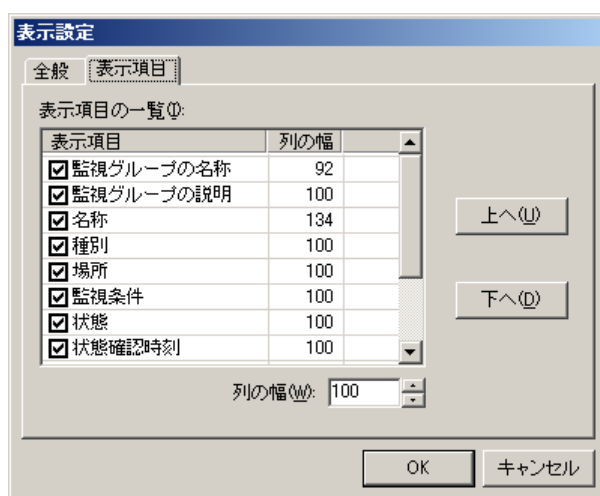 表示設定
全般 表示項目
表示項目の一覧(I):
表示項目 列の幅
監視グループの名称 92
監視グループの説明 100
名称 134
種別 100
場所 100
監視条件 100
状態 100
状態確認時刻 100
上へ(U)
下へ(D)
列の幅(W): 100
OK キャンセル